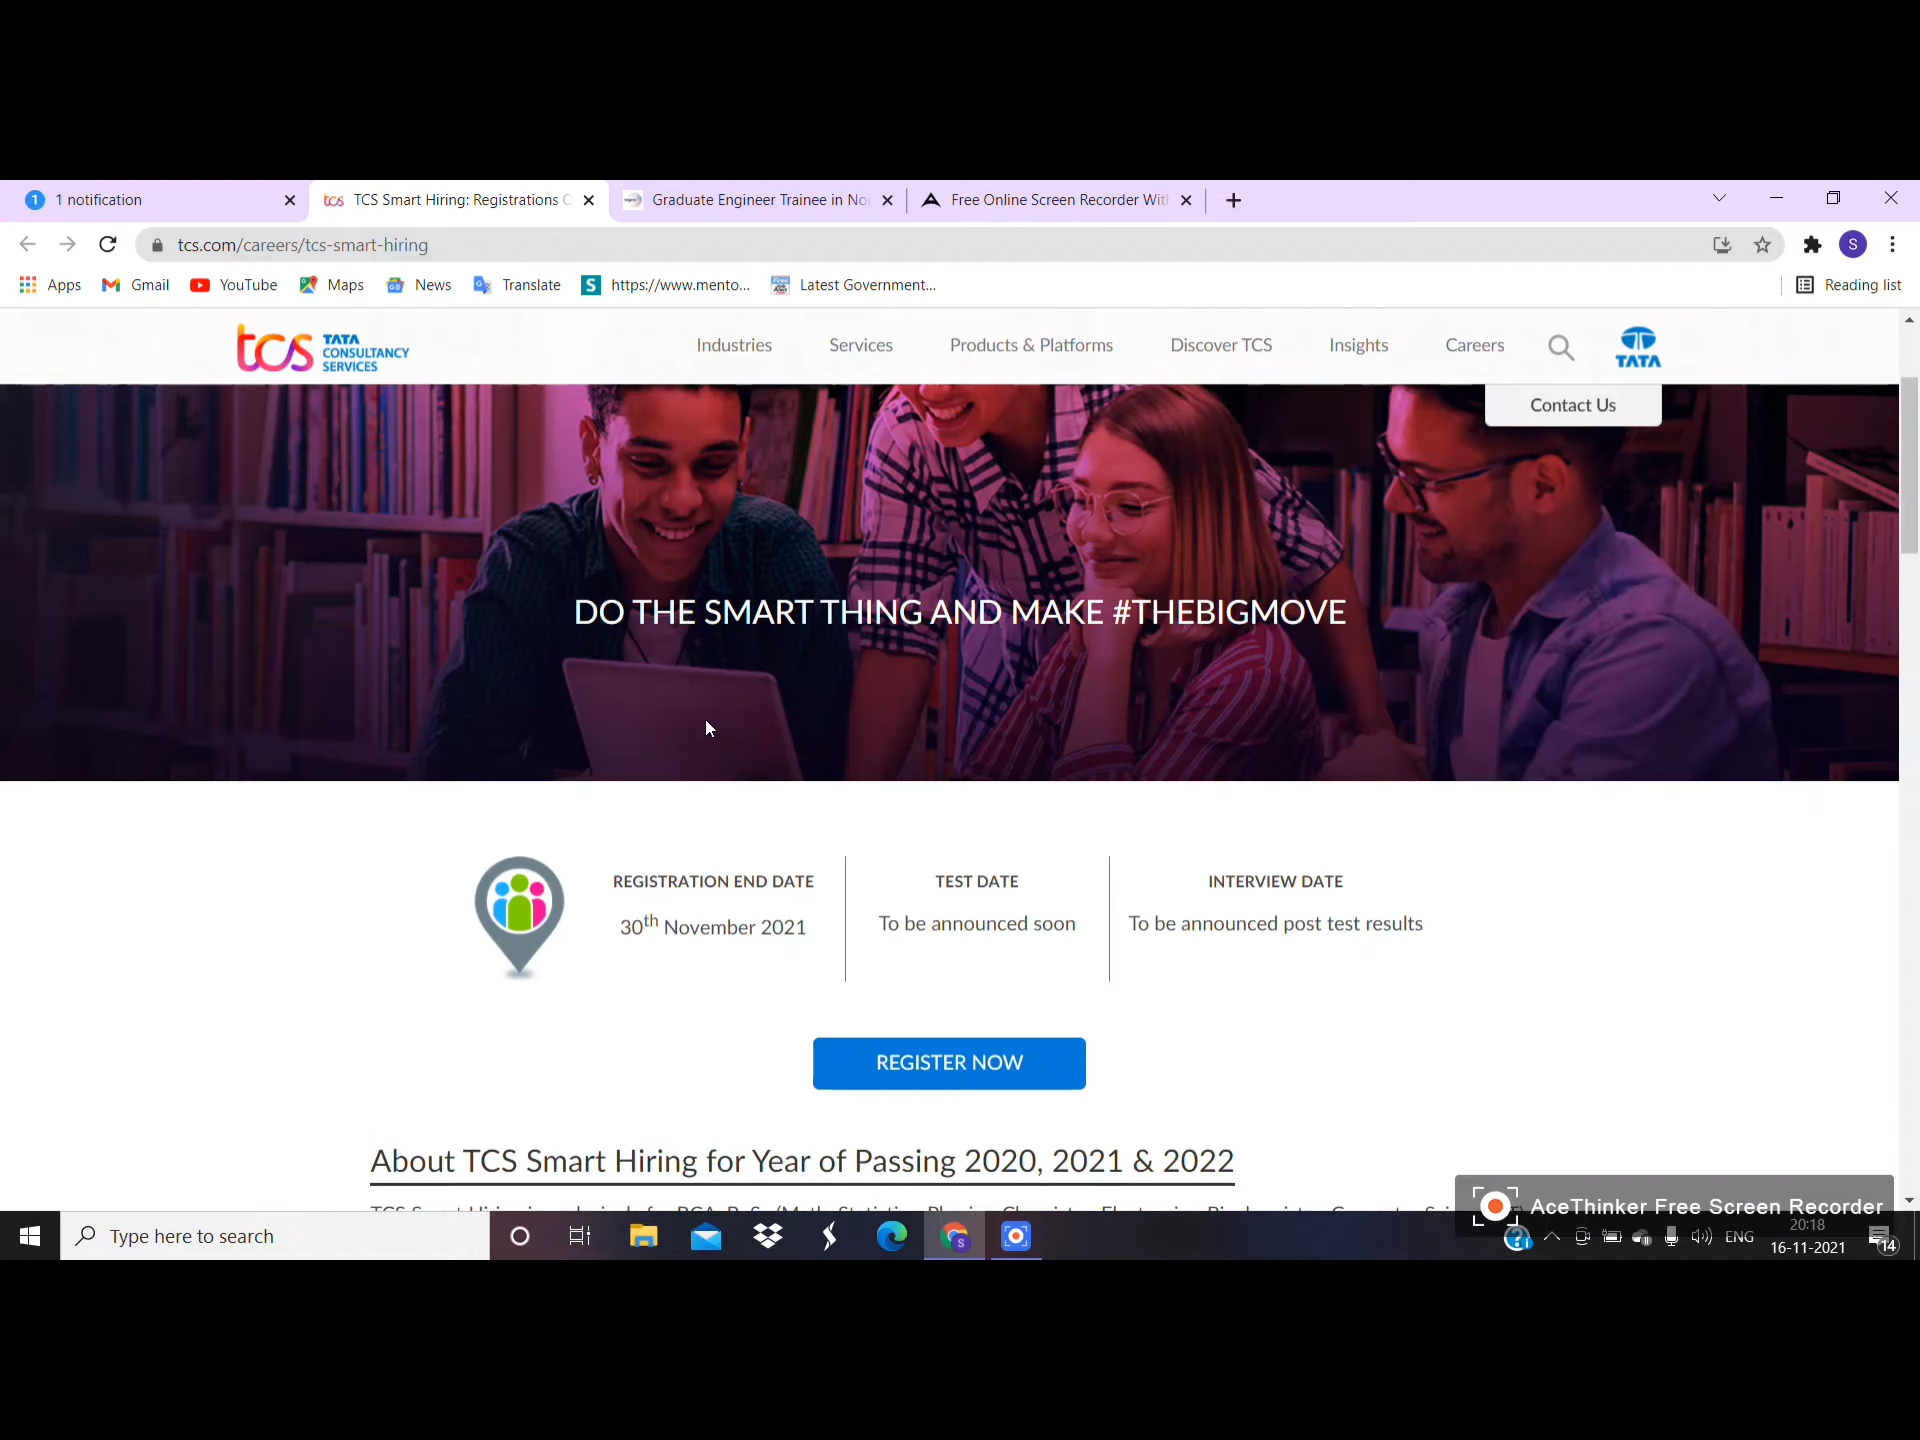 1 1 notification
tcs TCS Smart Hiring: Registrations
Graduate Engineer Trainee in
Free Online Screen Recorder
tcs.com/careers/tcs-smart-hiring
S
Apps Gmail YouTube Maps News Translate S https://www.mento... Latest Government...
Reading list
tcs TATA CONSULTANCY SERVICES
Industries Services Products & Platforms Discover TCS Insights Careers
TATA
Contact Us
DO THE SMART THING AND MAKE #THEBIGMOVE
REGISTRATION END DATE TEST DATE INTERVIEW DATE
30th November 2021 To be announced soon To be announced post test results
REGISTER NOW
About TCS Smart Hiring for Year of Passing 2020, 2021 & 2022
AceThinker Free Screen Recorder
Type here to search
ENG
20:18
16-11-2021
14